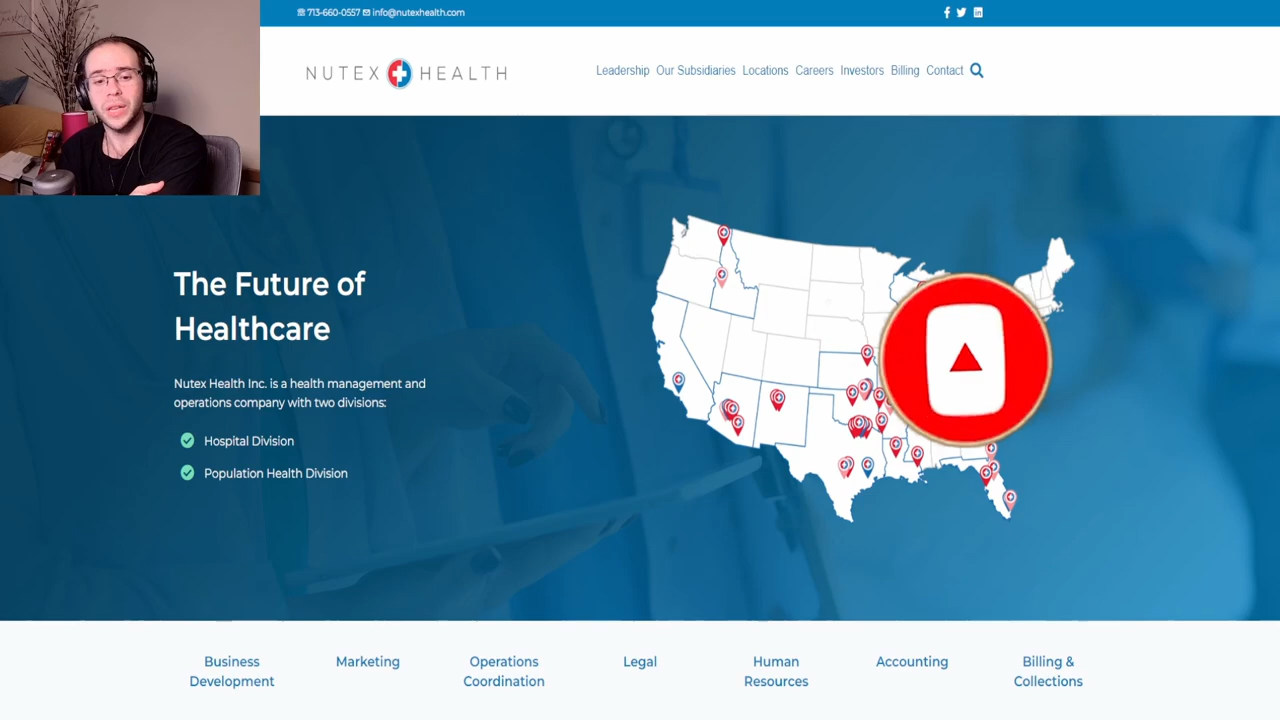 713-660-0557 info@nutexhealth.com
NUTEX HEALTH
Leadership Our Subsidiaries Locations Careers Investors Billing Contact
The Future of
Healthcare
Nutex Health Inc. is a health management and
operations company with two divisions:
Hospital Division
Population Health Division
Business
Development
Marketing
Operations
Coordination
Legal
Human
Resources
Accounting
Billing &
Collections